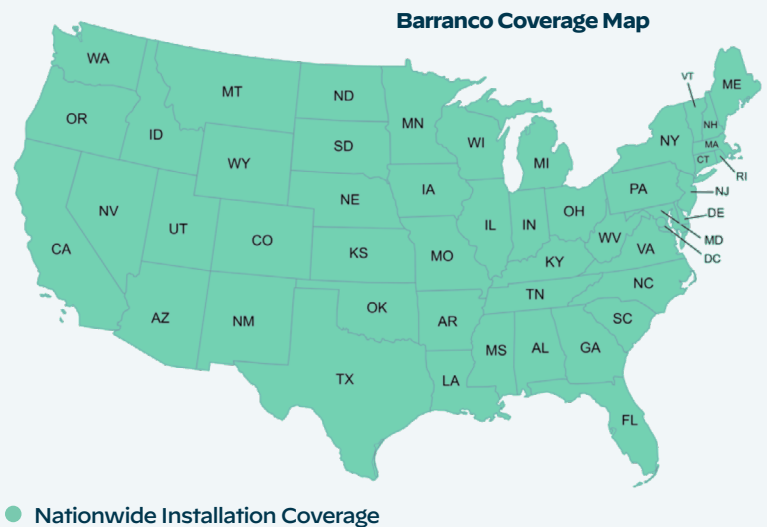 Barranco Coverage Map
WA
MT
ND
MN
VT
ME
OR
ID
SD
WI
MI
NY
NH
MA
CT
RI
WY
NE
IA
PA
NJ
NV
UT
CO
KS
MO
IL
IN
OH
DE
MD
DC
CA
WV
VA
KY
AZ
NM
OK
AR
TN
NC
SC
TX
LA
MS
AL
GA
FL
Nationwide Installation Coverage